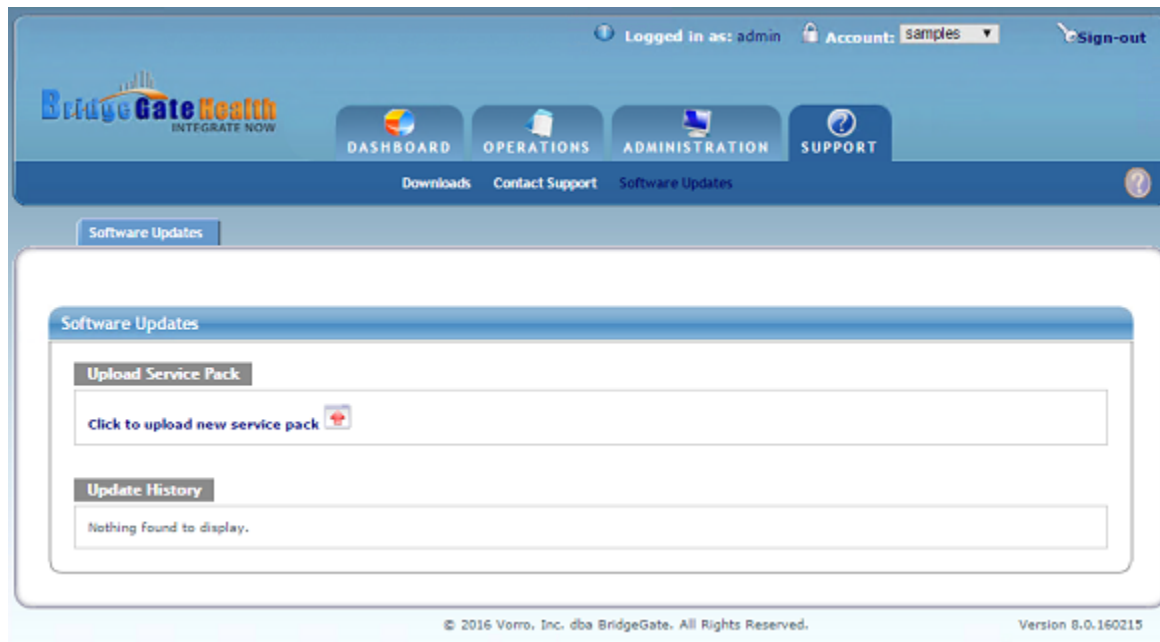 Logged in as: admin Account: samples Sign-out
BridgeGate Health
INTEGRATE NOW
DASHBOARD OPERATIONS ADMINISTRATION SUPPORT
Downloads Contact Support Software Updates
Software Updates
Software Updates
Upload Service Pack
Click to upload new service pack
Update History
Nothing found to display.
© 2016 Vorro, Inc. dba BridgeGate. All Rights Reserved. Version 8.0.160215